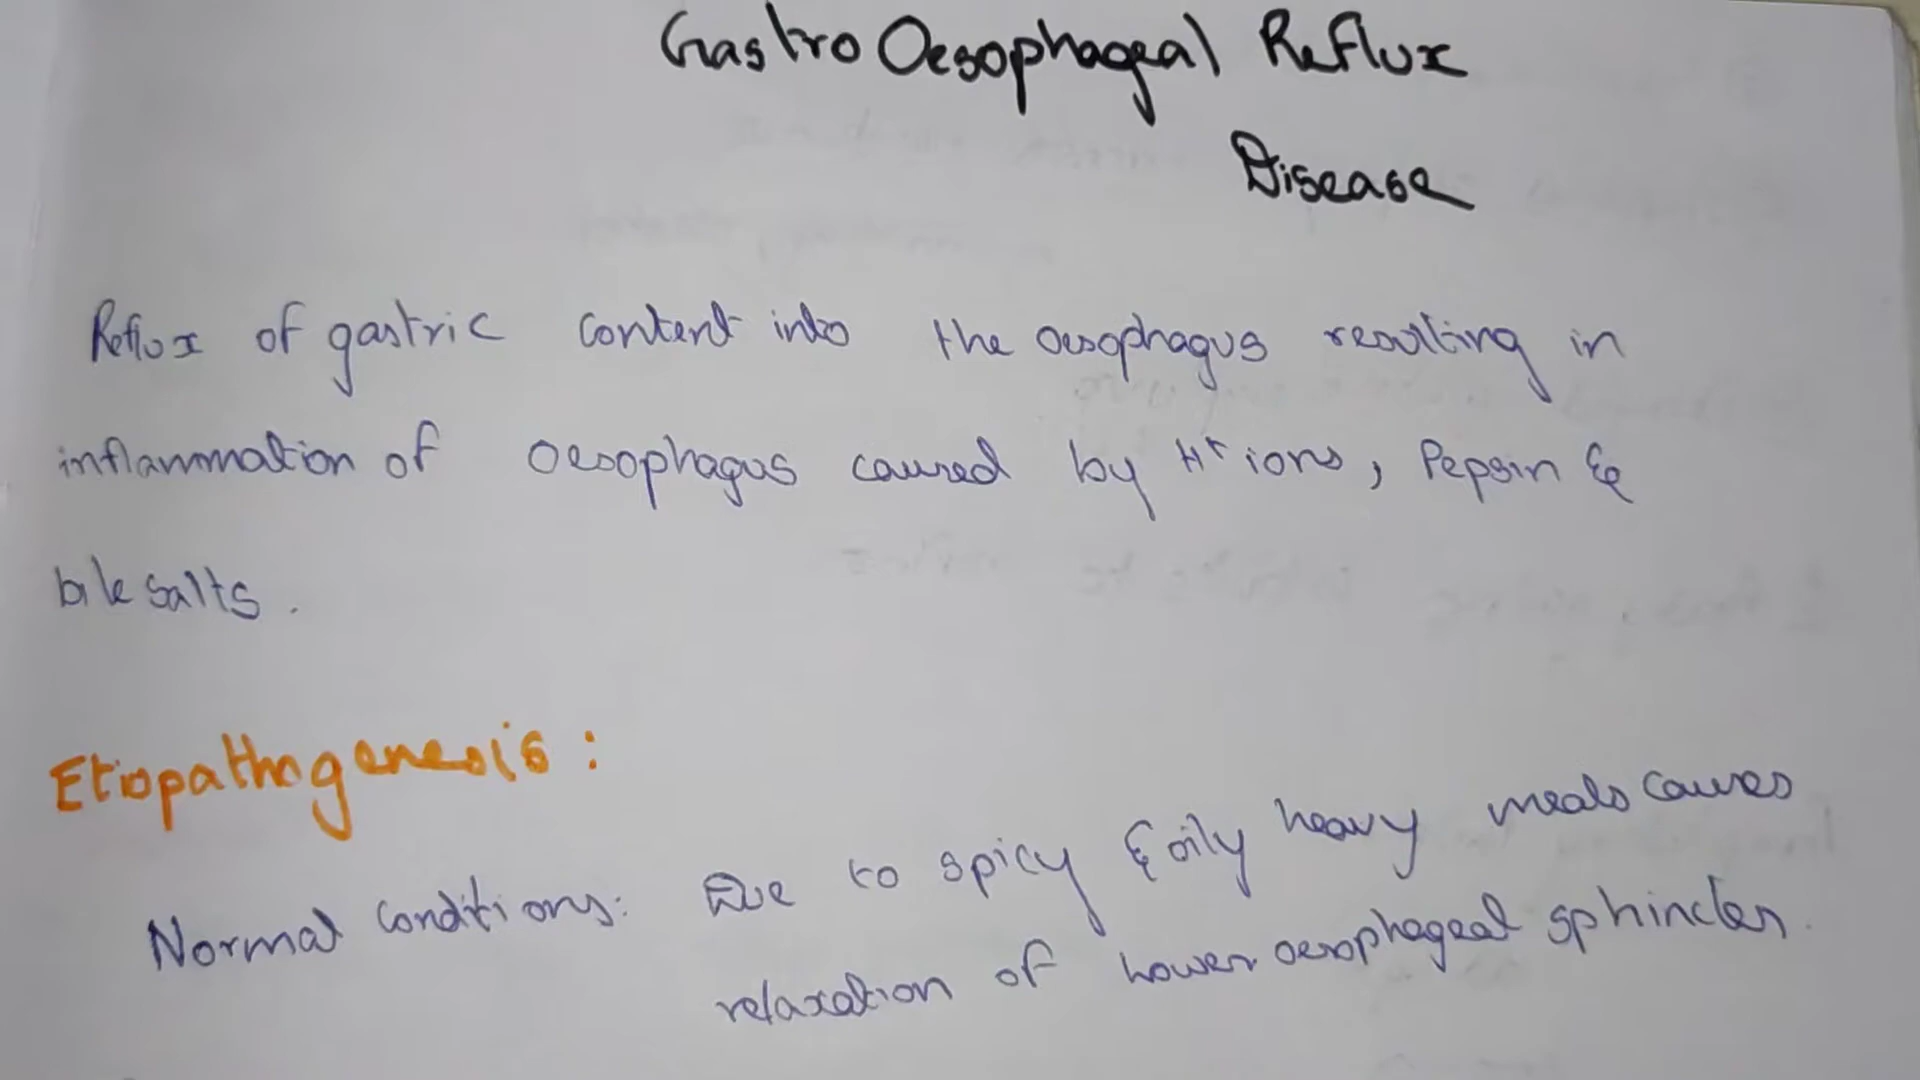 Gastro Oesophageal Reflux
Disease
Reflux of gastric content into the oesophagus resulting in
inflammation of oesophagus caused by H+ ions, Pepsin &
bile salts.
Etiopathogenesis :
Normal conditions: Due to spicy & oily heavy meals causes
relaxation of lower oesophageal sphincter.